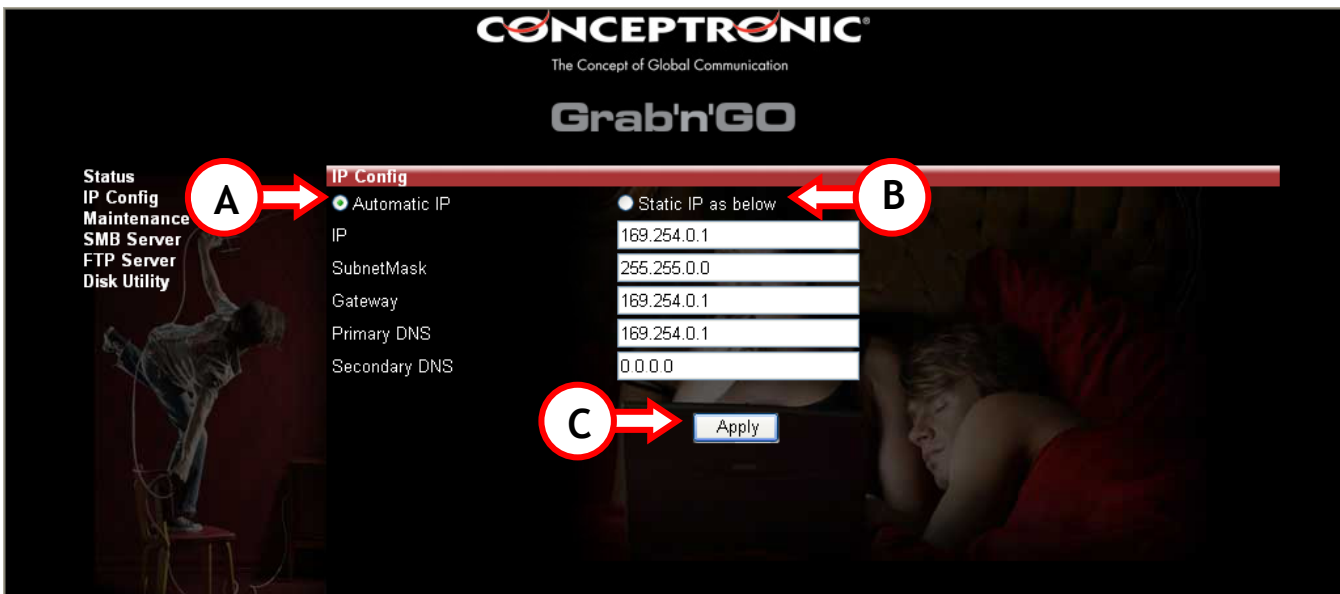 CONCEPTRONIC®
The Concept of Global Communication
Grab'n'GO
Status
IP Config
Maintenance
SMB Server
FTP Server
Disk Utility
A
IP Config
Automatic IP
Static IP as below
B
IP
169.254.0.1
SubnetMask
255.255.0.0
Gateway
169.254.0.1
Primary DNS
169.254.0.1
Secondary DNS
0.0.0.0
C
Apply